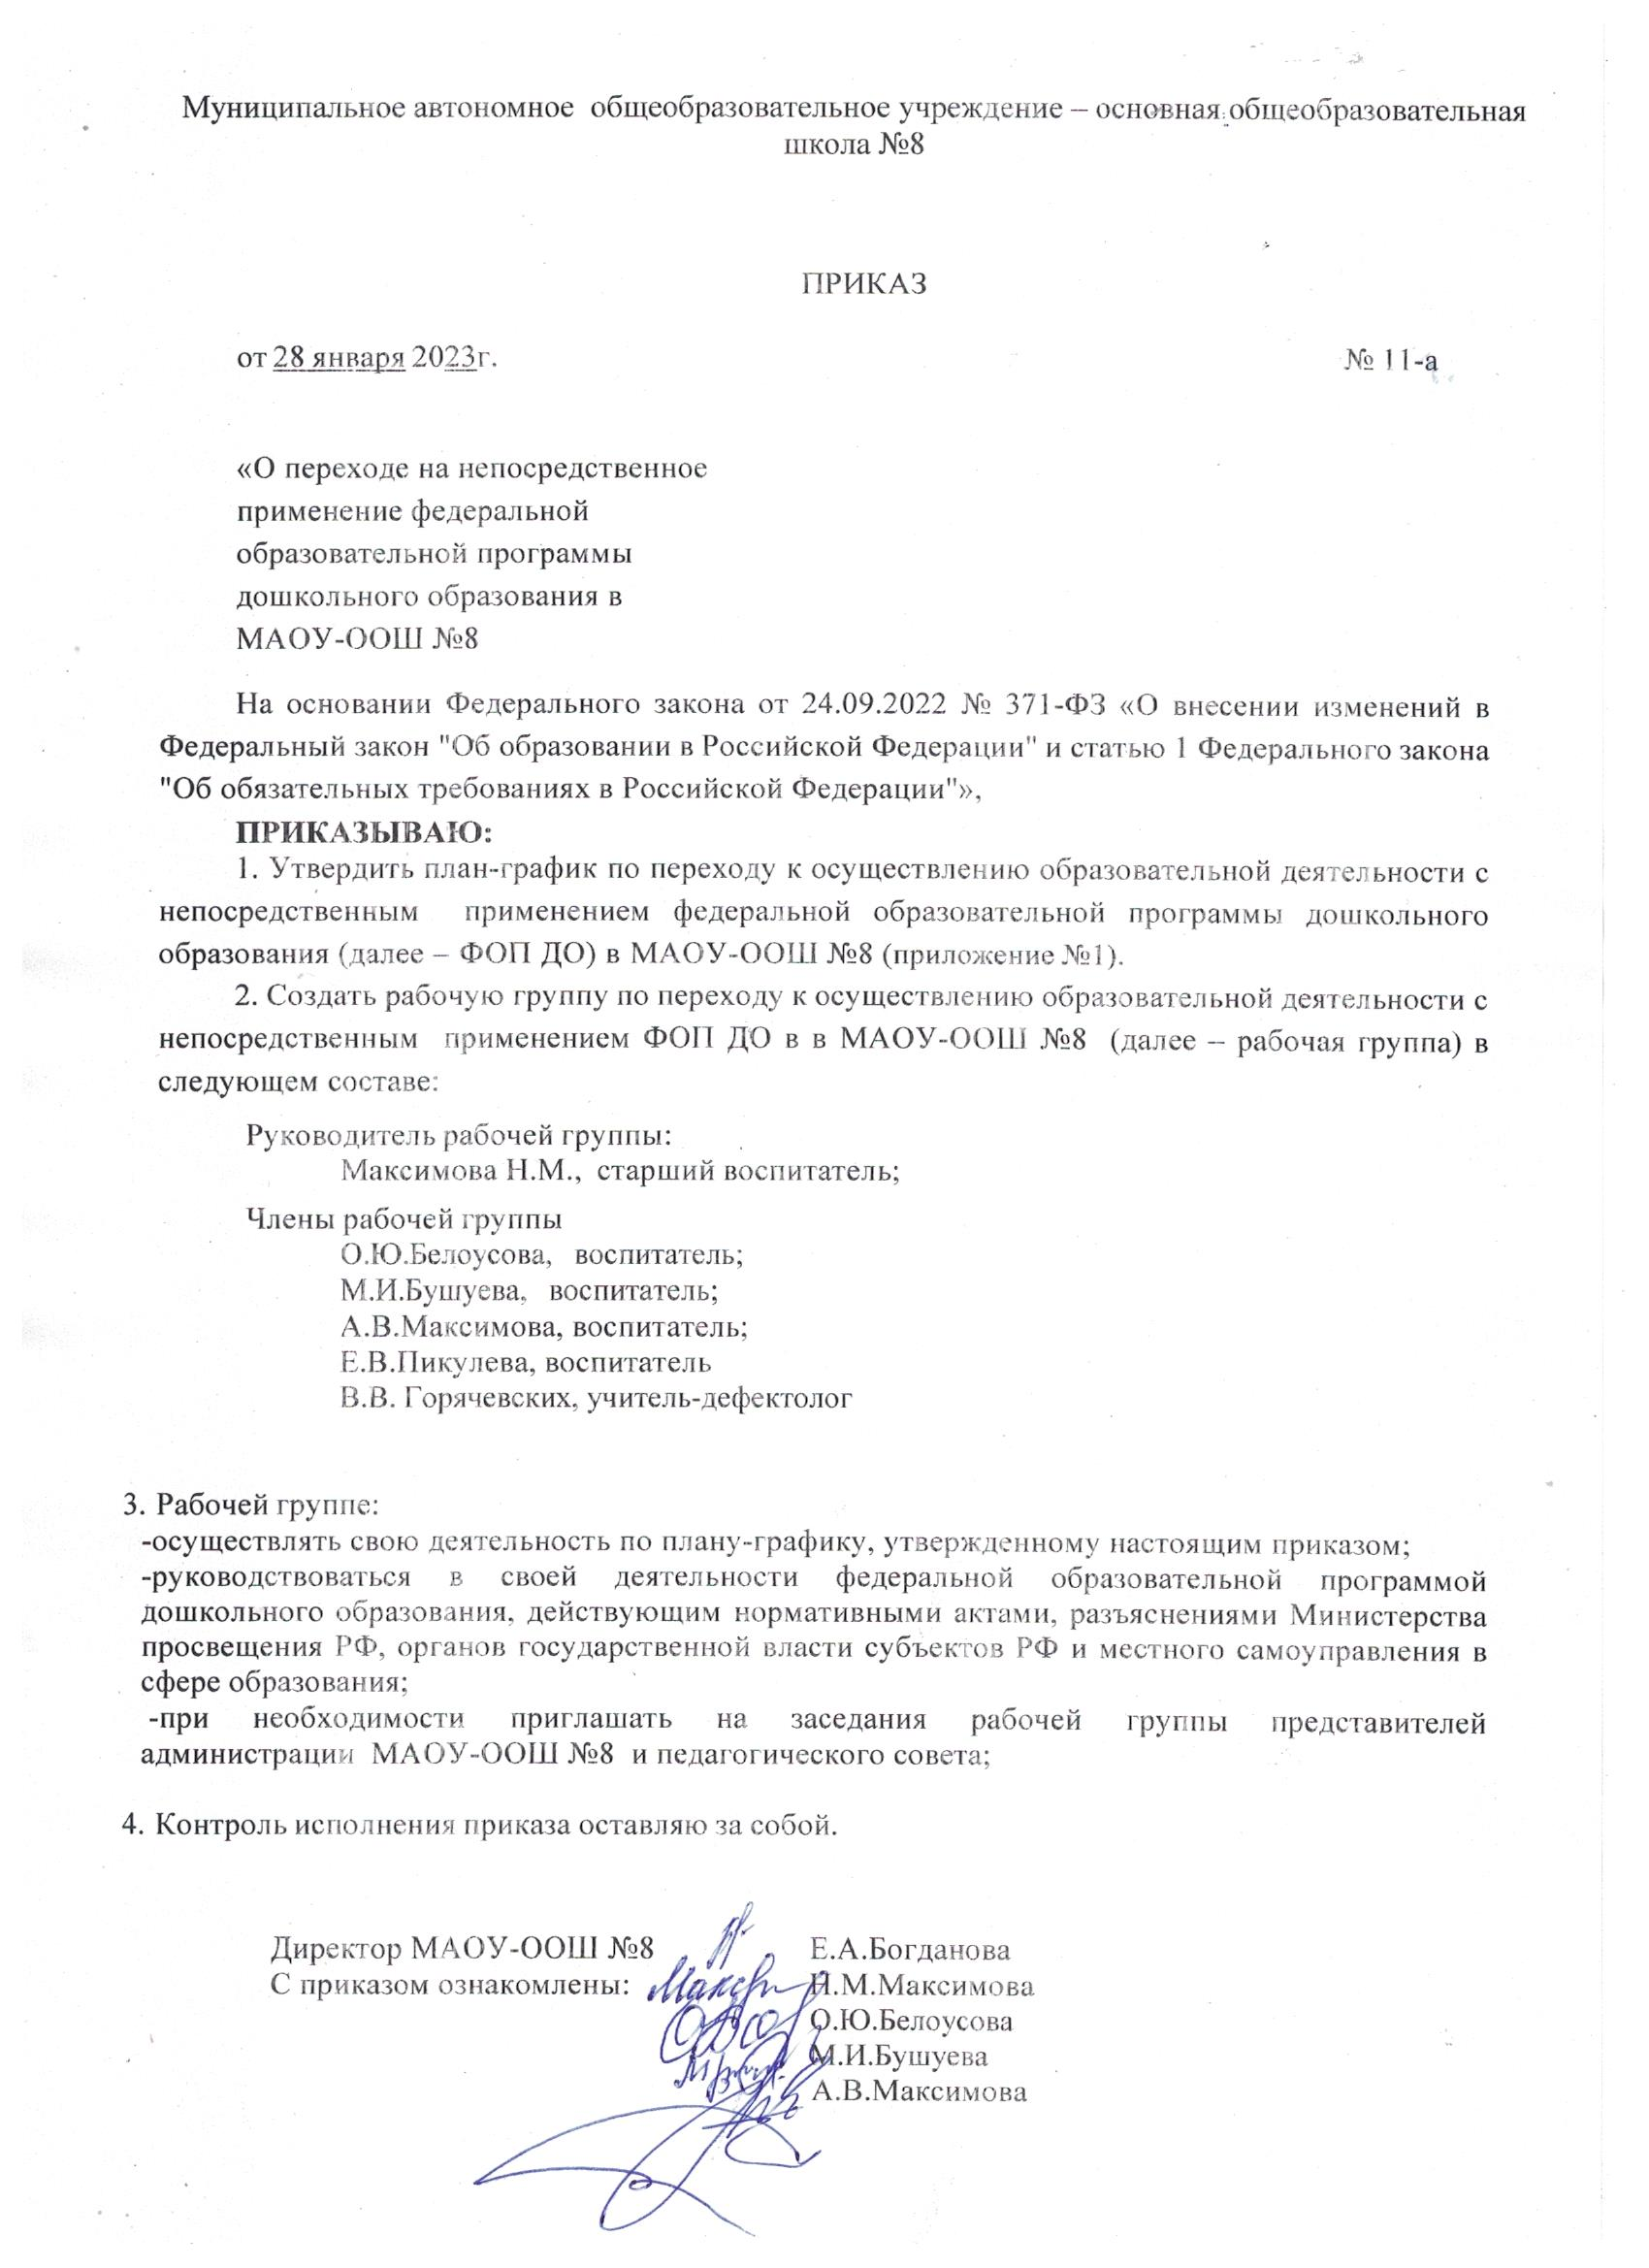 Муниципальное автономное  общеобразовательное учреждение – основная общеобразовательная
школа №8
ПРИКАЗ
от 28 января 2023г. № 11-а
«О переходе на непосредственное
применение федеральной
образовательной программы
дошкольного образования в
МАОУ-ООШ №8
На основании Федерального закона от 24.09.2022 № 371-ФЗ «О внесении изменений в
Федеральный закон "Об образовании в Российской Федерации" и статью 1 Федерального закона
"Об обязательных требованиях в Российской Федерации"»,
ПРИКАЗЫВАЮ:
1. Утвердить план-график по переходу к осуществлению образовательной деятельности с
непосредственным применением федеральной образовательной программы дошкольного
образования (далее – ФОП ДО) в МАОУ-ООШ №8 (приложение №1).
2. Создать рабочую группу по переходу к осуществлению образовательной деятельности с
непосредственным применением ФОП ДО в в МАОУ-ООШ №8 (далее – рабочая группа) в
следующем составе:
Руководитель рабочей группы:
Максимова Н.М., старший воспитатель;
Члены рабочей группы
О.Ю.Белоусова, воспитатель;
М.И.Бушуева, воспитатель;
А.В.Максимова, воспитатель;
Е.В.Пикулева, воспитатель
В.В. Горячевских, учитель-дефектолог
3. Рабочей группе:
-осуществлять свою деятельность по плану-графику, утвержденному настоящим приказом;
-руководствоваться в своей деятельности федеральной образовательной программой
дошкольного образования, действующим нормативными актами, разъяснениями Министерства
просвещения РФ, органов государственной власти субъектов РФ и местного самоуправления в
сфере образования;
-при необходимости приглашать на заседания рабочей группы представителей
администрации МАОУ-ООШ №8 и педагогического совета;
4. Контроль исполнения приказа оставляю за собой.
Директор МАОУ-ООШ №8 Е.А.Богданова
С приказом ознакомлены: Н.М.Максимова
О.Ю.Белоусова
М.И.Бушуева
А.В.Максимова